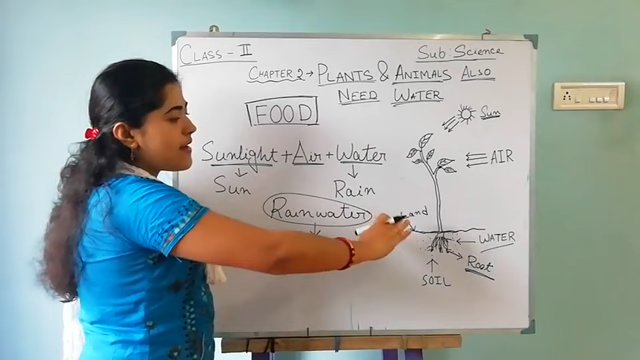 CLASS - II
Sub: Science
CHAPTER 2 → PLANTS & ANIMALS ALSO
NEED WATER
FOOD
Sun
Sunlight + Air + Water
AIR
Sun
Rain
Rainwater
WATER
Root
SOIL